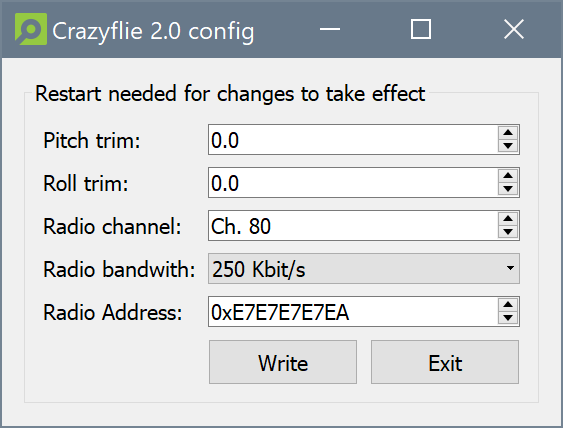 Crazyflie 2.0 config
Restart needed for changes to take effect
Pitch trim: 0.0
Roll trim: 0.0
Radio channel: Ch. 80
Radio bandwith: 250 Kbit/s
Radio Address: 0xE7E7E7E7EA
Write Exit